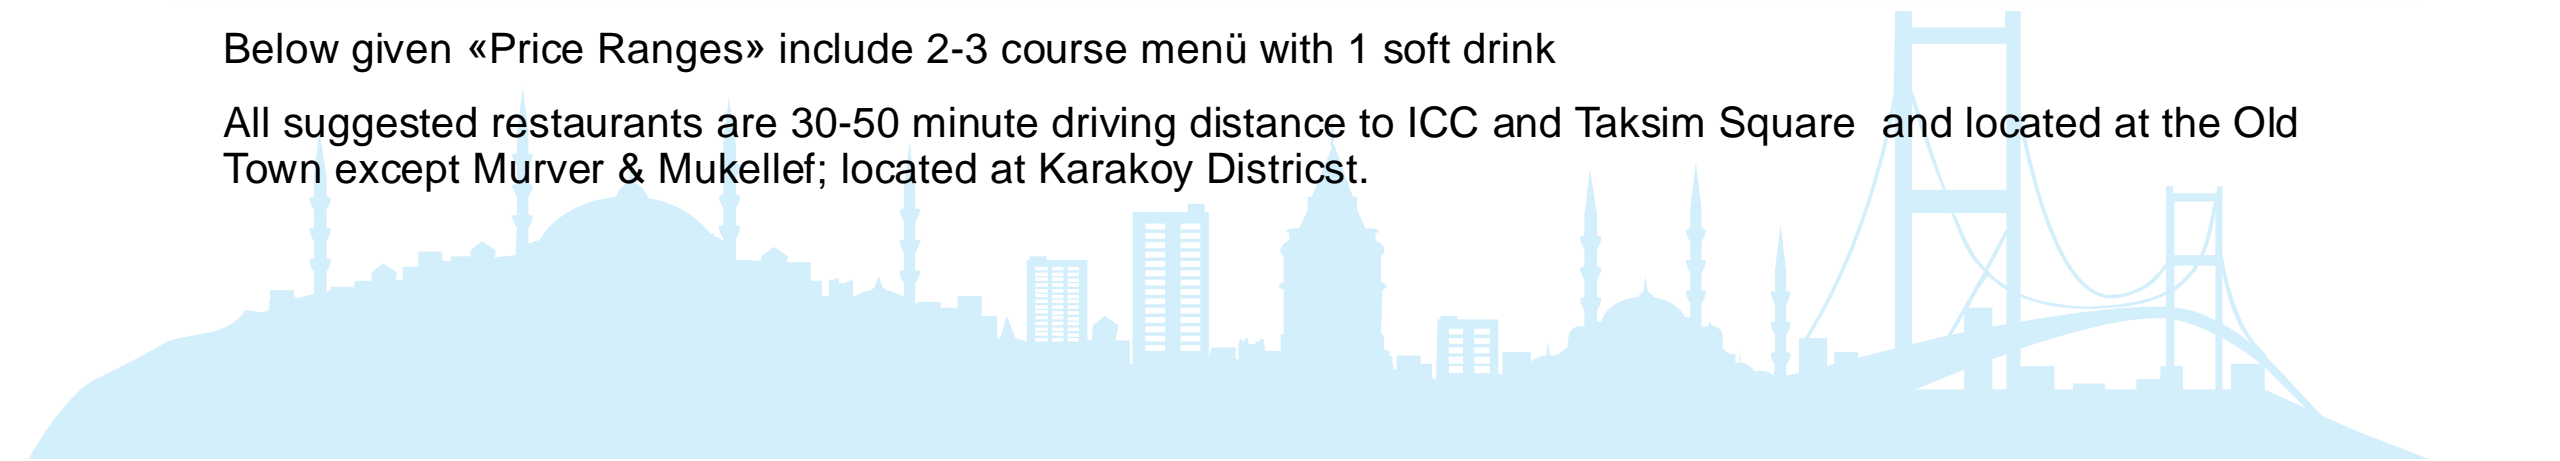 Below given «Price Ranges» include 2-3 course menü with 1 soft drink
All suggested restaurants are 30-50 minute driving distance to ICC and Taksim Square  and located at the Old
Town except Murver & Mukellef; located at Karakoy Districst.